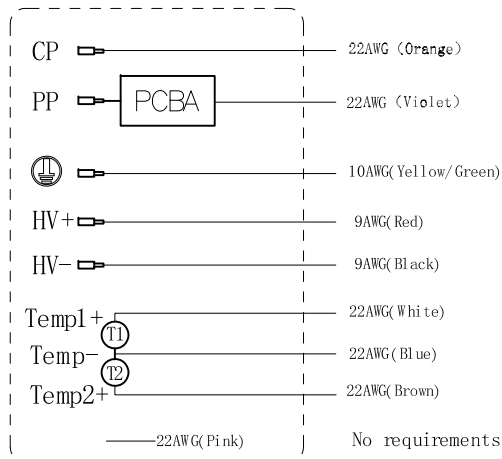 CP 22AWG (Orange)
PP PCBA 22AWG (Violet)
10AWG(Yellow/Green)
HV+ 9AWG(Red)
HV- 9AWG(Black)
Temp1+ 22AWG(White)
T1
Temp- 22AWG(Blue)
T2
Temp2+ 22AWG(Brown)
22AWG(Pink) No requirements